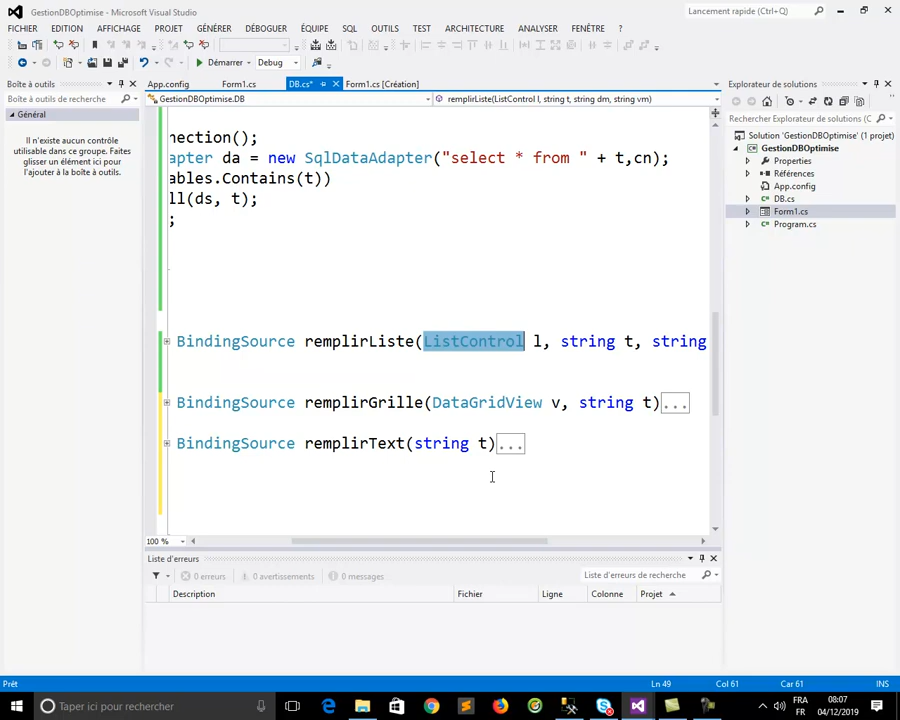 GestionDBOptimise - Microsoft Visual Studio
Lancement rapide (Ctrl+Q)
FICHIER EDITION AFFICHAGE PROJET GÉNÉRER DÉBOGUER ÉQUIPE SQL OUTILS TEST ARCHITECTURE ANALYSER FENÊTRE ?
Démarrer Debug
Boîte à outils
App.config Form1.cs DB.cs* Form1.cs [Création]
Explorateur de solutions
Boîte à outils de recherche
GestionDBOptimise.DB
remplirListe(ListControl l, string t, string dm, string vm)
Général
Il n'existe aucun contrôle
utilisable dans ce groupe. Faites
glisser un élément ici pour
l'ajouter à la boîte à outils.
nection();
apter da = new SqlDataAdapter("select * from " + t,cn);
ables.Contains(t))
ll(ds, t);
;
BindingSource remplirListe(ListControl l, string t, string
BindingSource remplirGrille(DataGridView v, string t)...
BindingSource remplirText(string t)...
100 %
Rechercher Explorateur de solutions
Solution 'GestionDBOptimise' (1 projet)
GestionDBOptimise
Properties
Références
App.config
DB.cs
Form1.cs
Program.cs
Liste d'erreurs
0 erreurs 0 avertissements 0 messages
Liste d'erreurs de recherche
Description Fichier Ligne Colonne Projet
Prêt Ln 49 Col 61 Car 61 INS
Taper ici pour rechercher
FRA
FR
08:07
04/12/2019